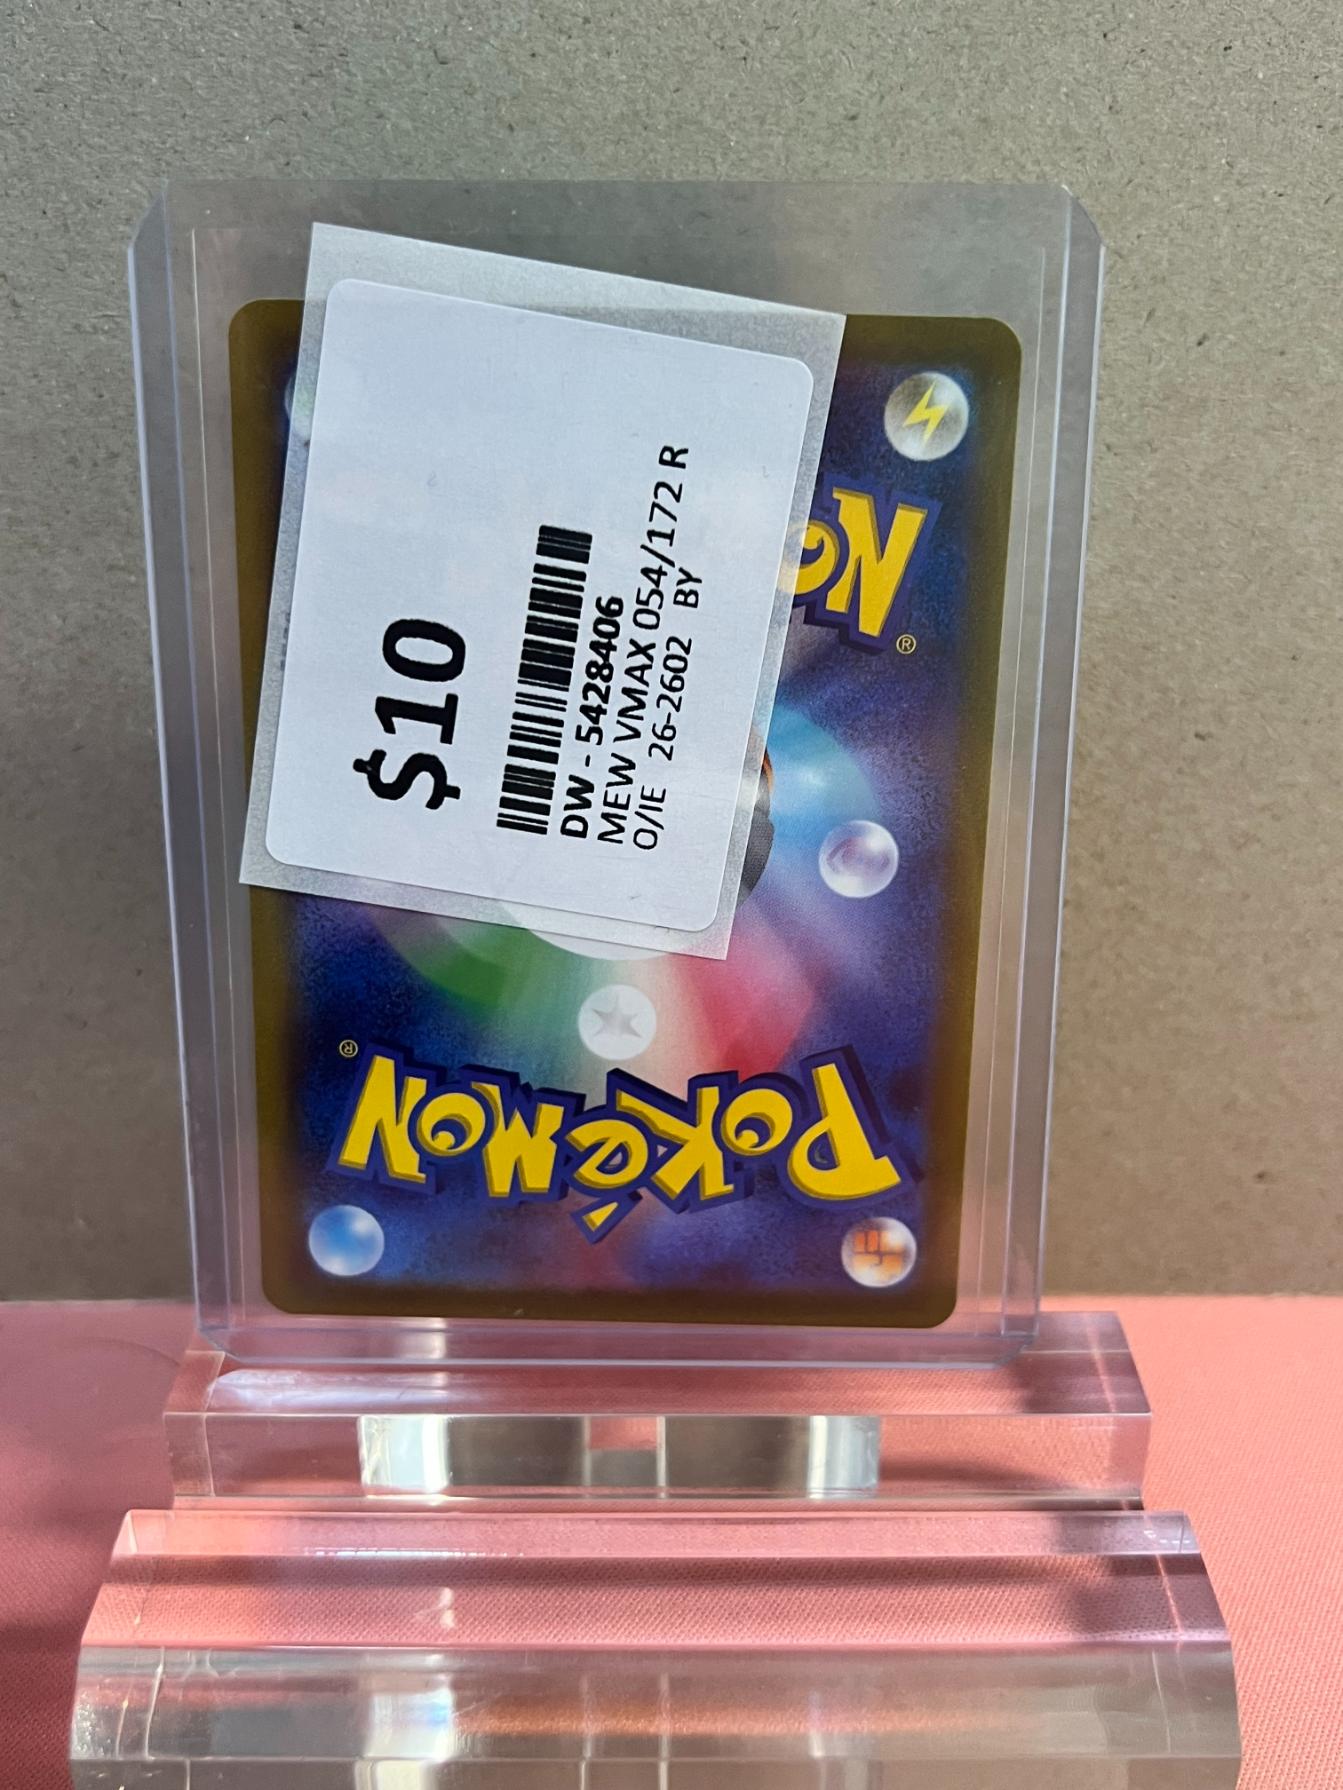 $10
DW - 5428406
MEW VMAX 054/172 R
O/IE 26-2602 BY
®
POKéMON
®